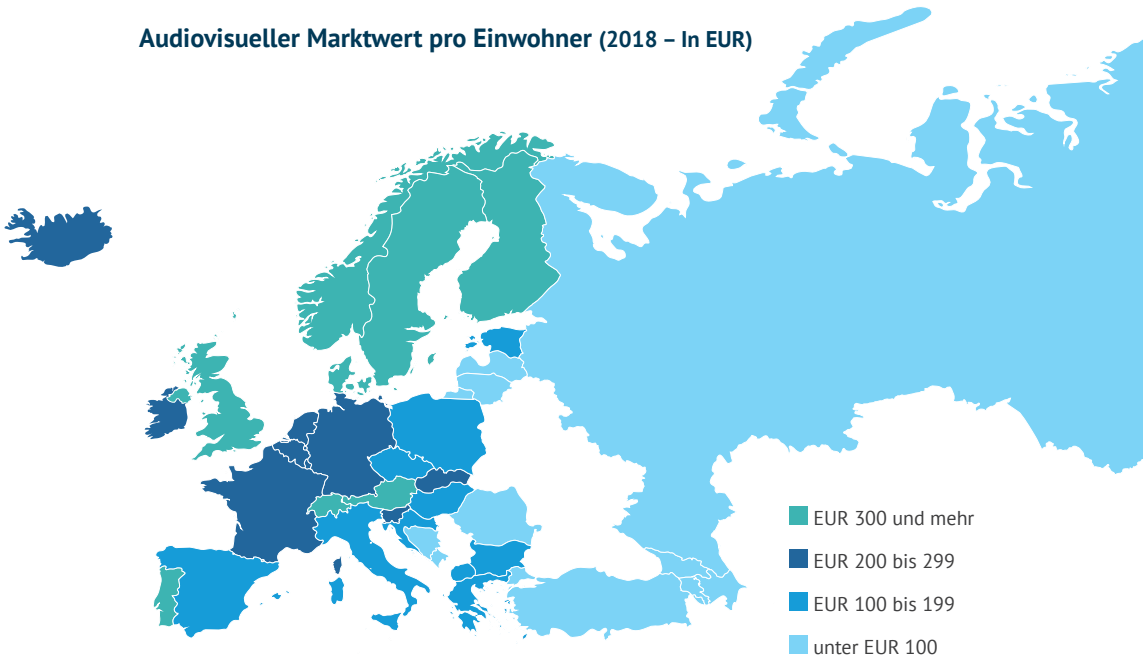 Audiovisueller Marktwert pro Einwohner (2018 – In EUR)
EUR 300 und mehr
EUR 200 bis 299
EUR 100 bis 199
unter EUR 100